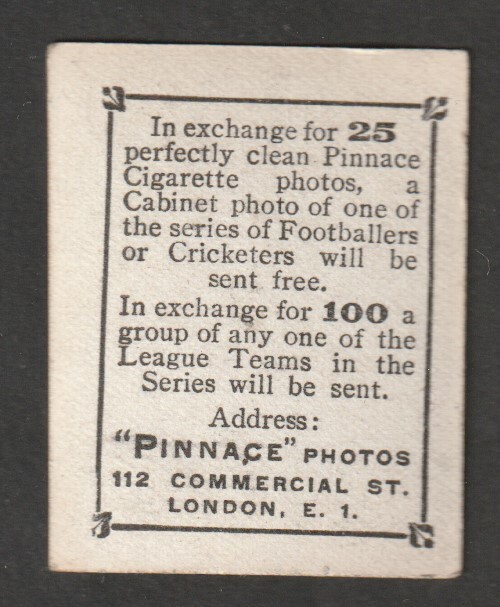 In exchange for 25
perfectly clean Pinnace
Cigarette photos, a
Cabinet photo of one of
the series of Footballers
or Cricketers will be
sent free.
In exchange for 100 a
group of any one of the
League Teams in the
Series will be sent.
Address:
"PINNACE" PHOTOS
112 COMMERCIAL ST.
LONDON, E. 1.